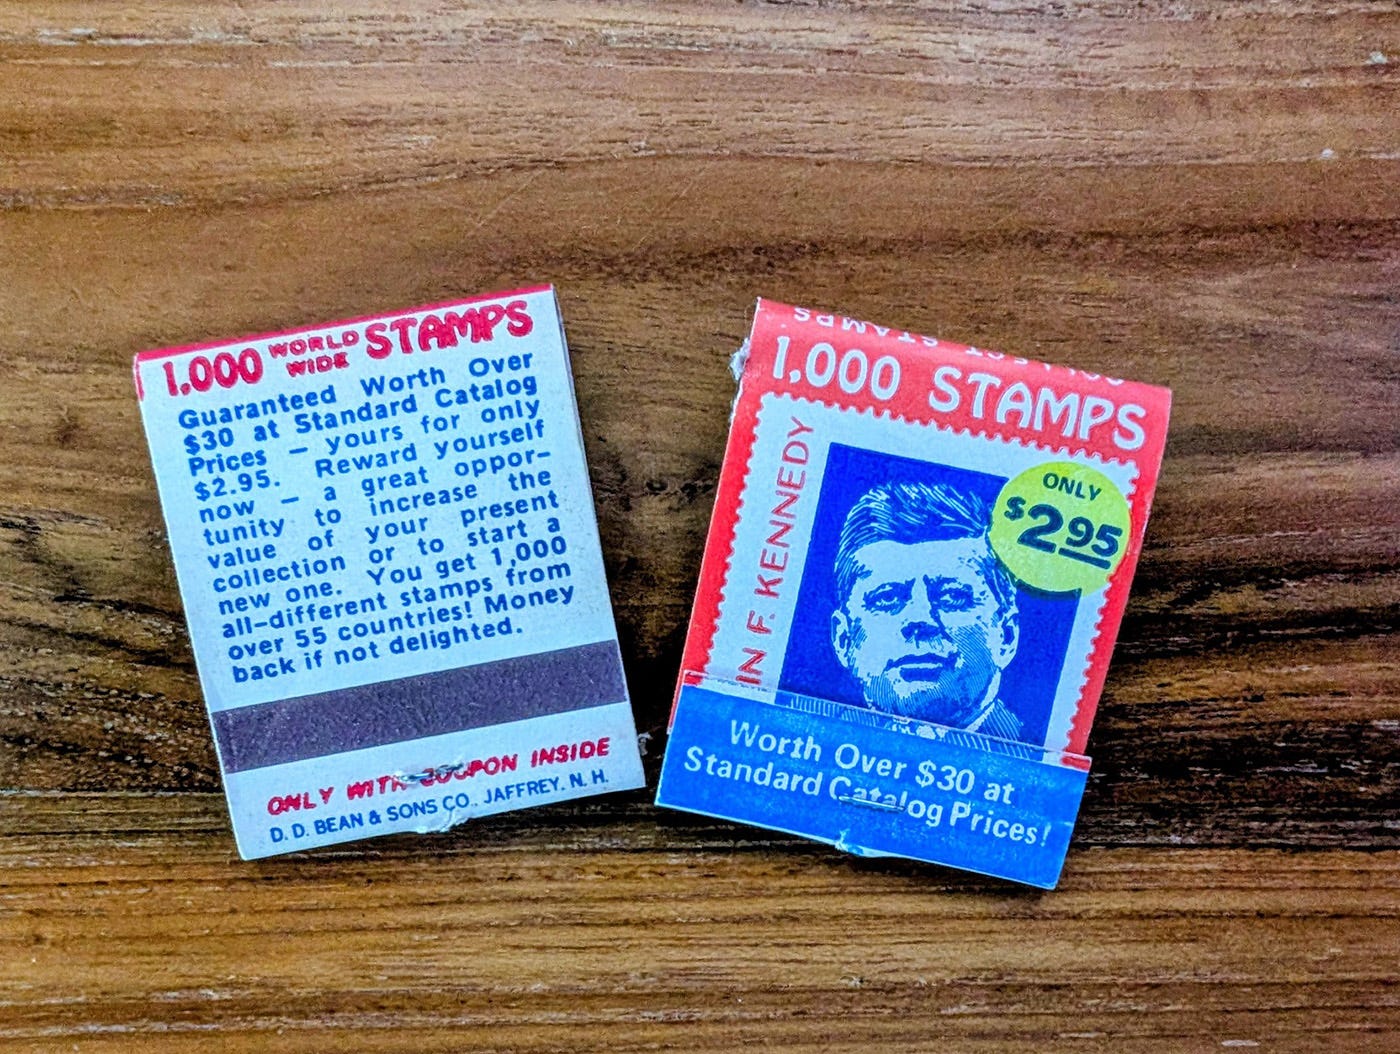 1,000 WORLD WIDE STAMPS
Guaranteed Worth Over
$30 at Standard Catalog
Prices — yours for only
$2.95. Reward yourself
now — a great oppor-
tunity to increase the
value of your present
collection or to start a
new one. You get 1,000
all-different stamps from
over 55 countries! Money
back if not delighted.
ONLY WITH COUPON INSIDE
D. D. BEAN & SONS CO., JAFFREY, N. H.
STAMPS
1,000 STAMPS
F. KENNEDY
ONLY
$2.95
Worth Over $30 at
Standard Catalog Prices!